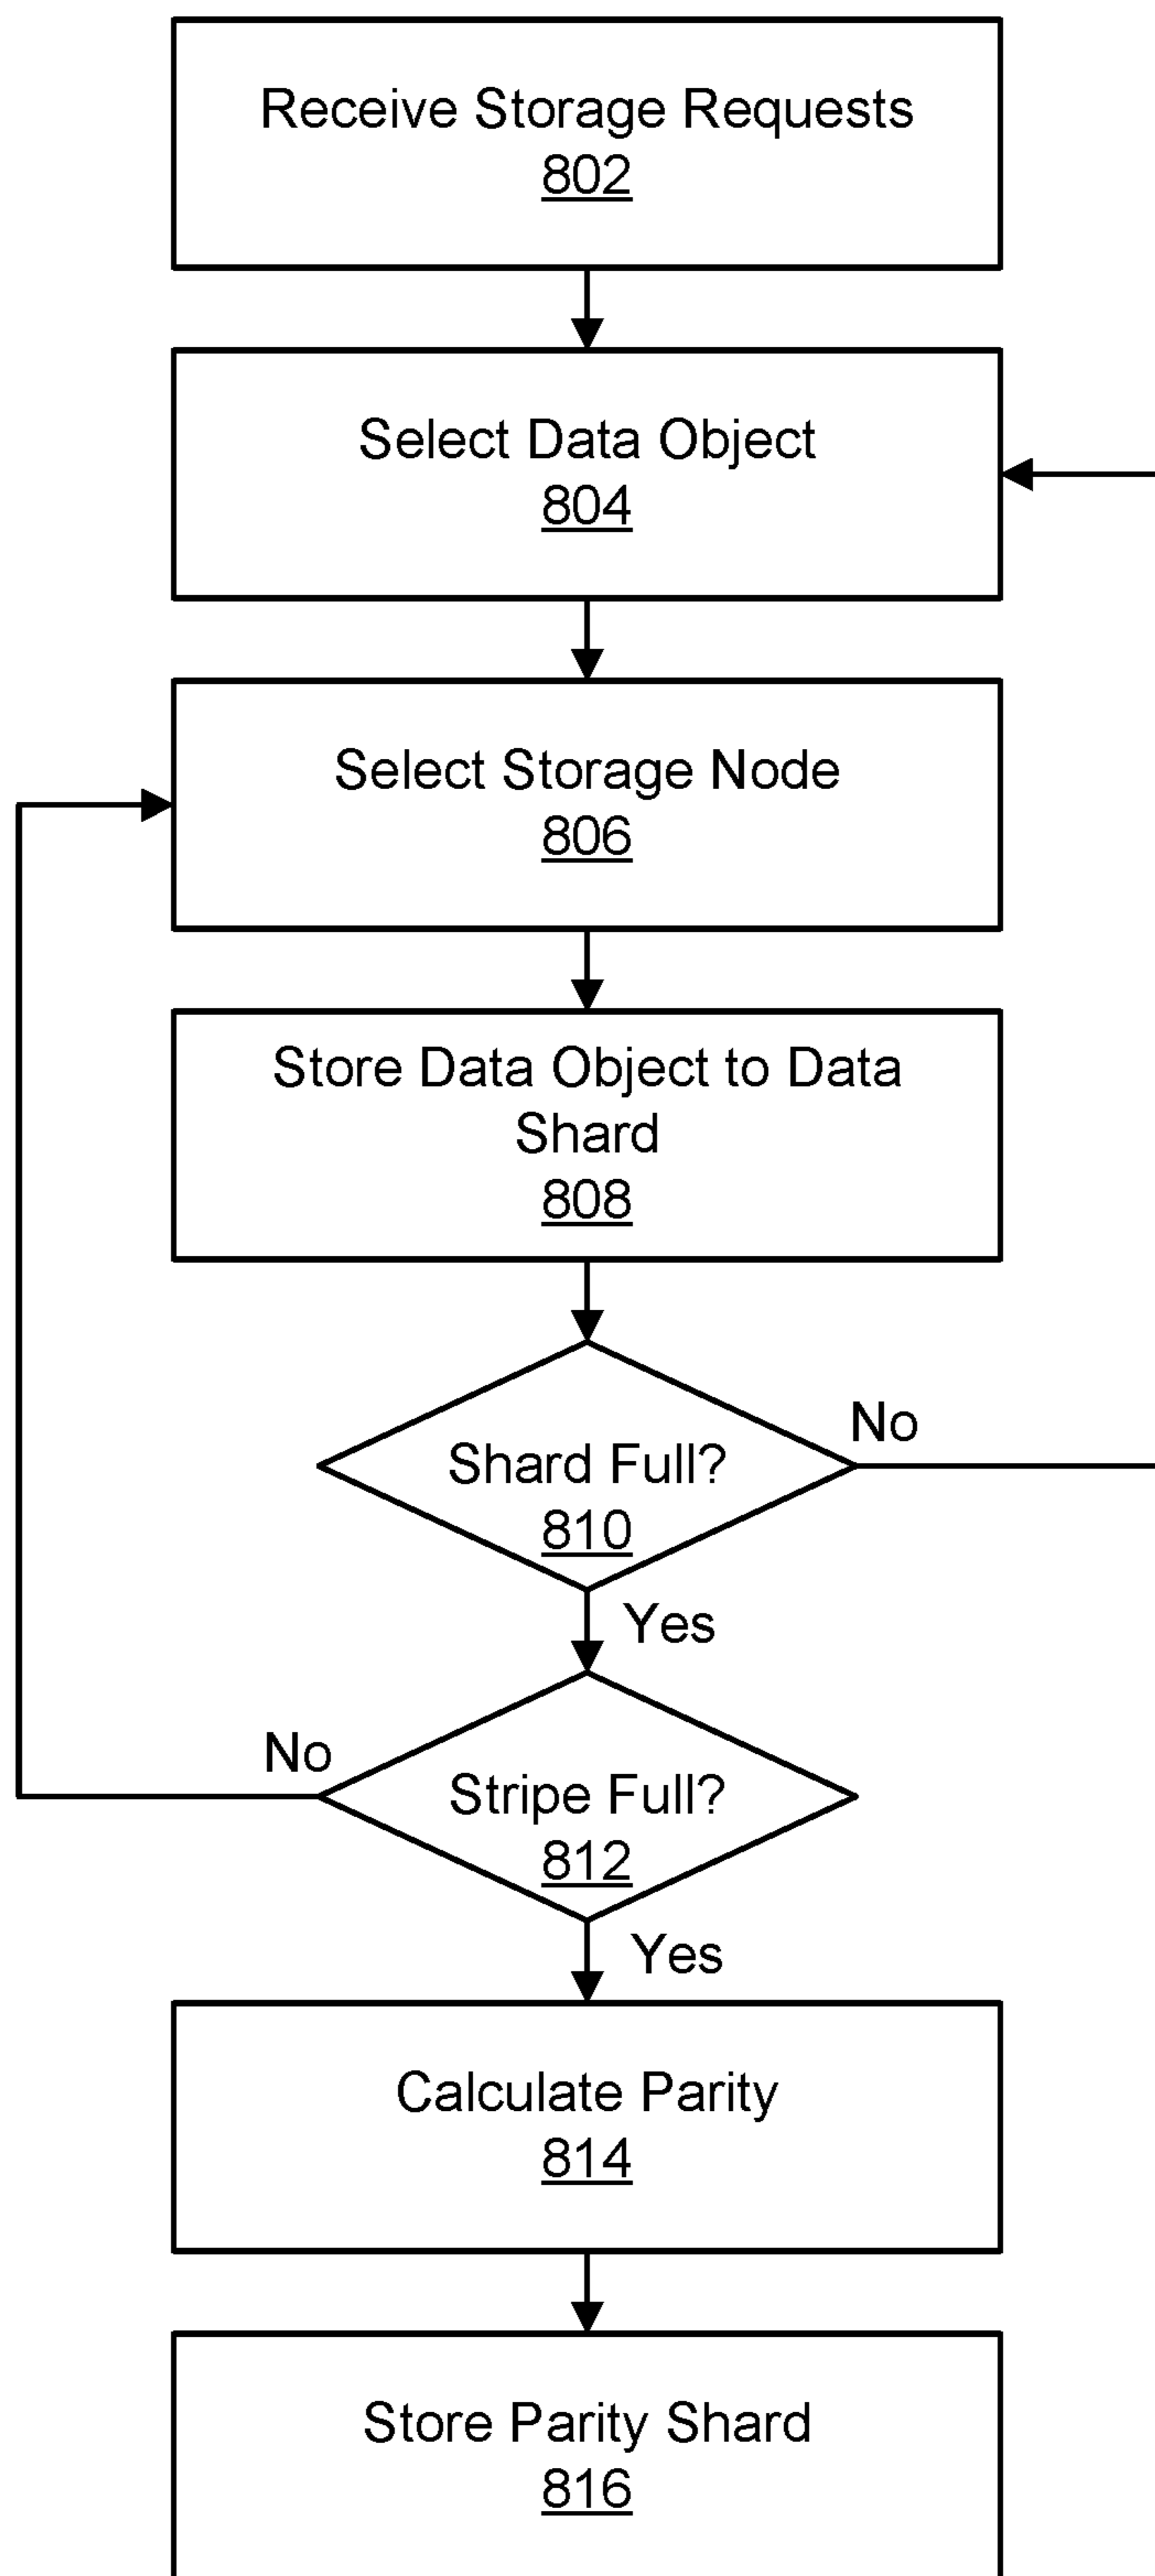 Receive Storage Requests
802
Select Data Object
804
Select Storage Node
806
Store Data Object to Data
Shard
808
No
Shard Full?
810
Yes
No
Stripe Full?
812
Yes
Calculate Parity
814
Store Parity Shard
816